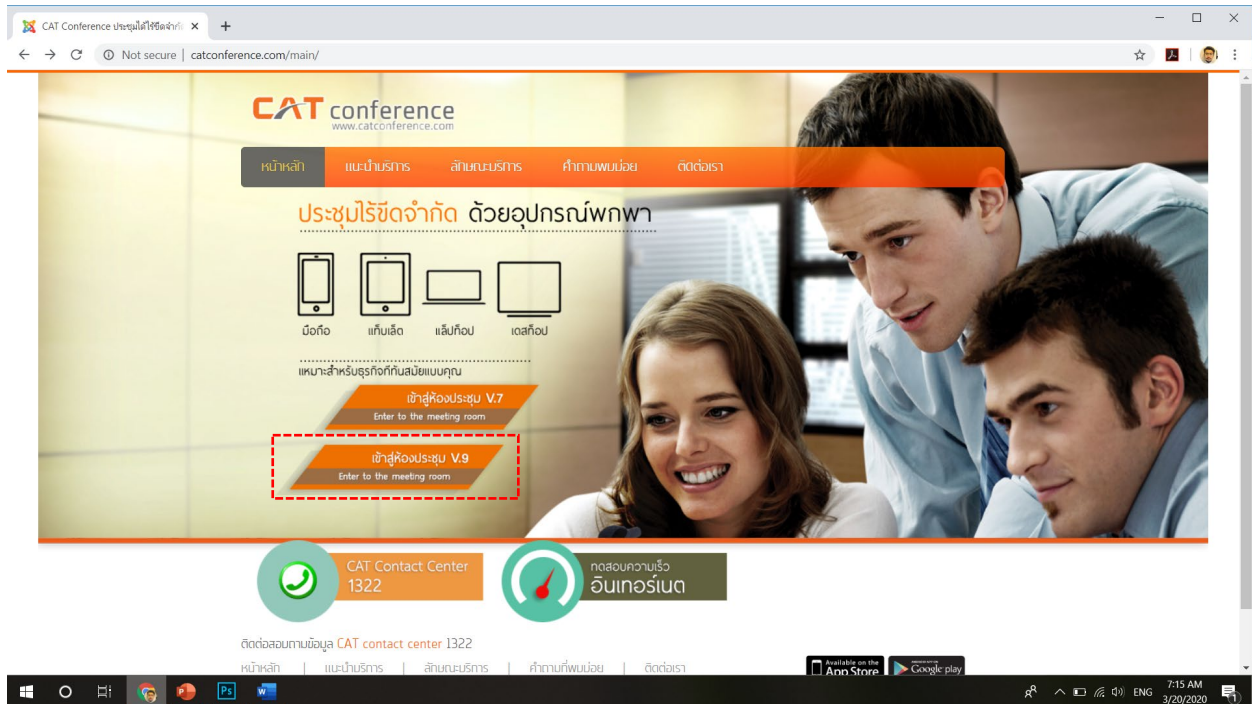 CAT Conference ประชุมได้ไร้ขีดจำกั
Not secure | catconference.com/main/
CAT conference
www.catconference.com
หน้าหลัก แนะนำบริการ ลักษณะบริการ คำถามพบบ่อย ติดต่อเรา
ประชุมไร้ขีดจำกัด ด้วยอุปกรณ์พกพา
มือถือ แท็บเล็ต แล็ปท็อป เดสก็อป
เหมาะสำหรับธุรกิจที่ทันสมัยแบบคุณ
เข้าสู่ห้องประชุม V.7
Enter to the meeting room
เข้าสู่ห้องประชุม V.9
Enter to the meeting room
CAT Contact Center
1322
ทดสอบความเร็ว
อินเทอร์เนต
ติดต่อสอบถามข้อมูล CAT contact center 1322
หน้าหลัก | แนะนำบริการ | ลักษณะบริการ | คำถามที่พบบ่อย | ติดต่อเรา
Available on the
App Store
Google play
Ps
ENG
7:15 AM
3/20/2020
1